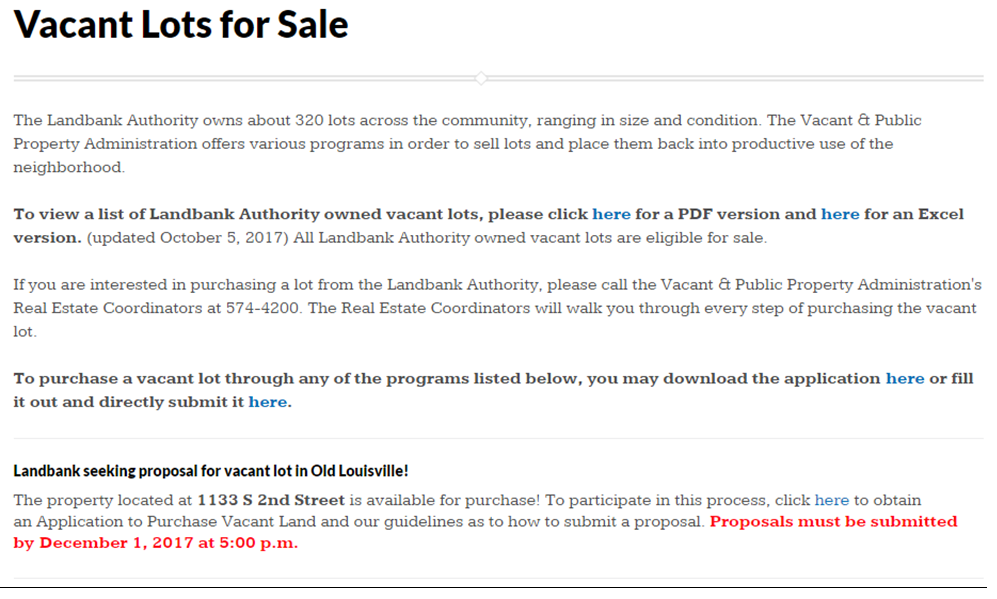 Vacant Lots for Sale
The Landbank Authority owns about 320 lots across the community, ranging in size and condition. The Vacant & Public
Property Administration offers various programs in order to sell lots and place them back into productive use of the
neighborhood.
To view a list of Landbank Authority owned vacant lots, please click here for a PDF version and here for an Excel
version. (updated October 5, 2017) All Landbank Authority owned vacant lots are eligible for sale.
If you are interested in purchasing a lot from the Landbank Authority, please call the Vacant & Public Property Administration's
Real Estate Coordinators at 574-4200. The Real Estate Coordinators will walk you through every step of purchasing the vacant
lot.
To purchase a vacant lot through any of the programs listed below, you may download the application here or fill
it out and directly submit it here.
Landbank seeking proposal for vacant lot in Old Louisville!
The property located at 1133 S 2nd Street is available for purchase! To participate in this process, click here to obtain
an Application to Purchase Vacant Land and our guidelines as to how to submit a proposal. Proposals must be submitted
by December 1, 2017 at 5:00 p.m.